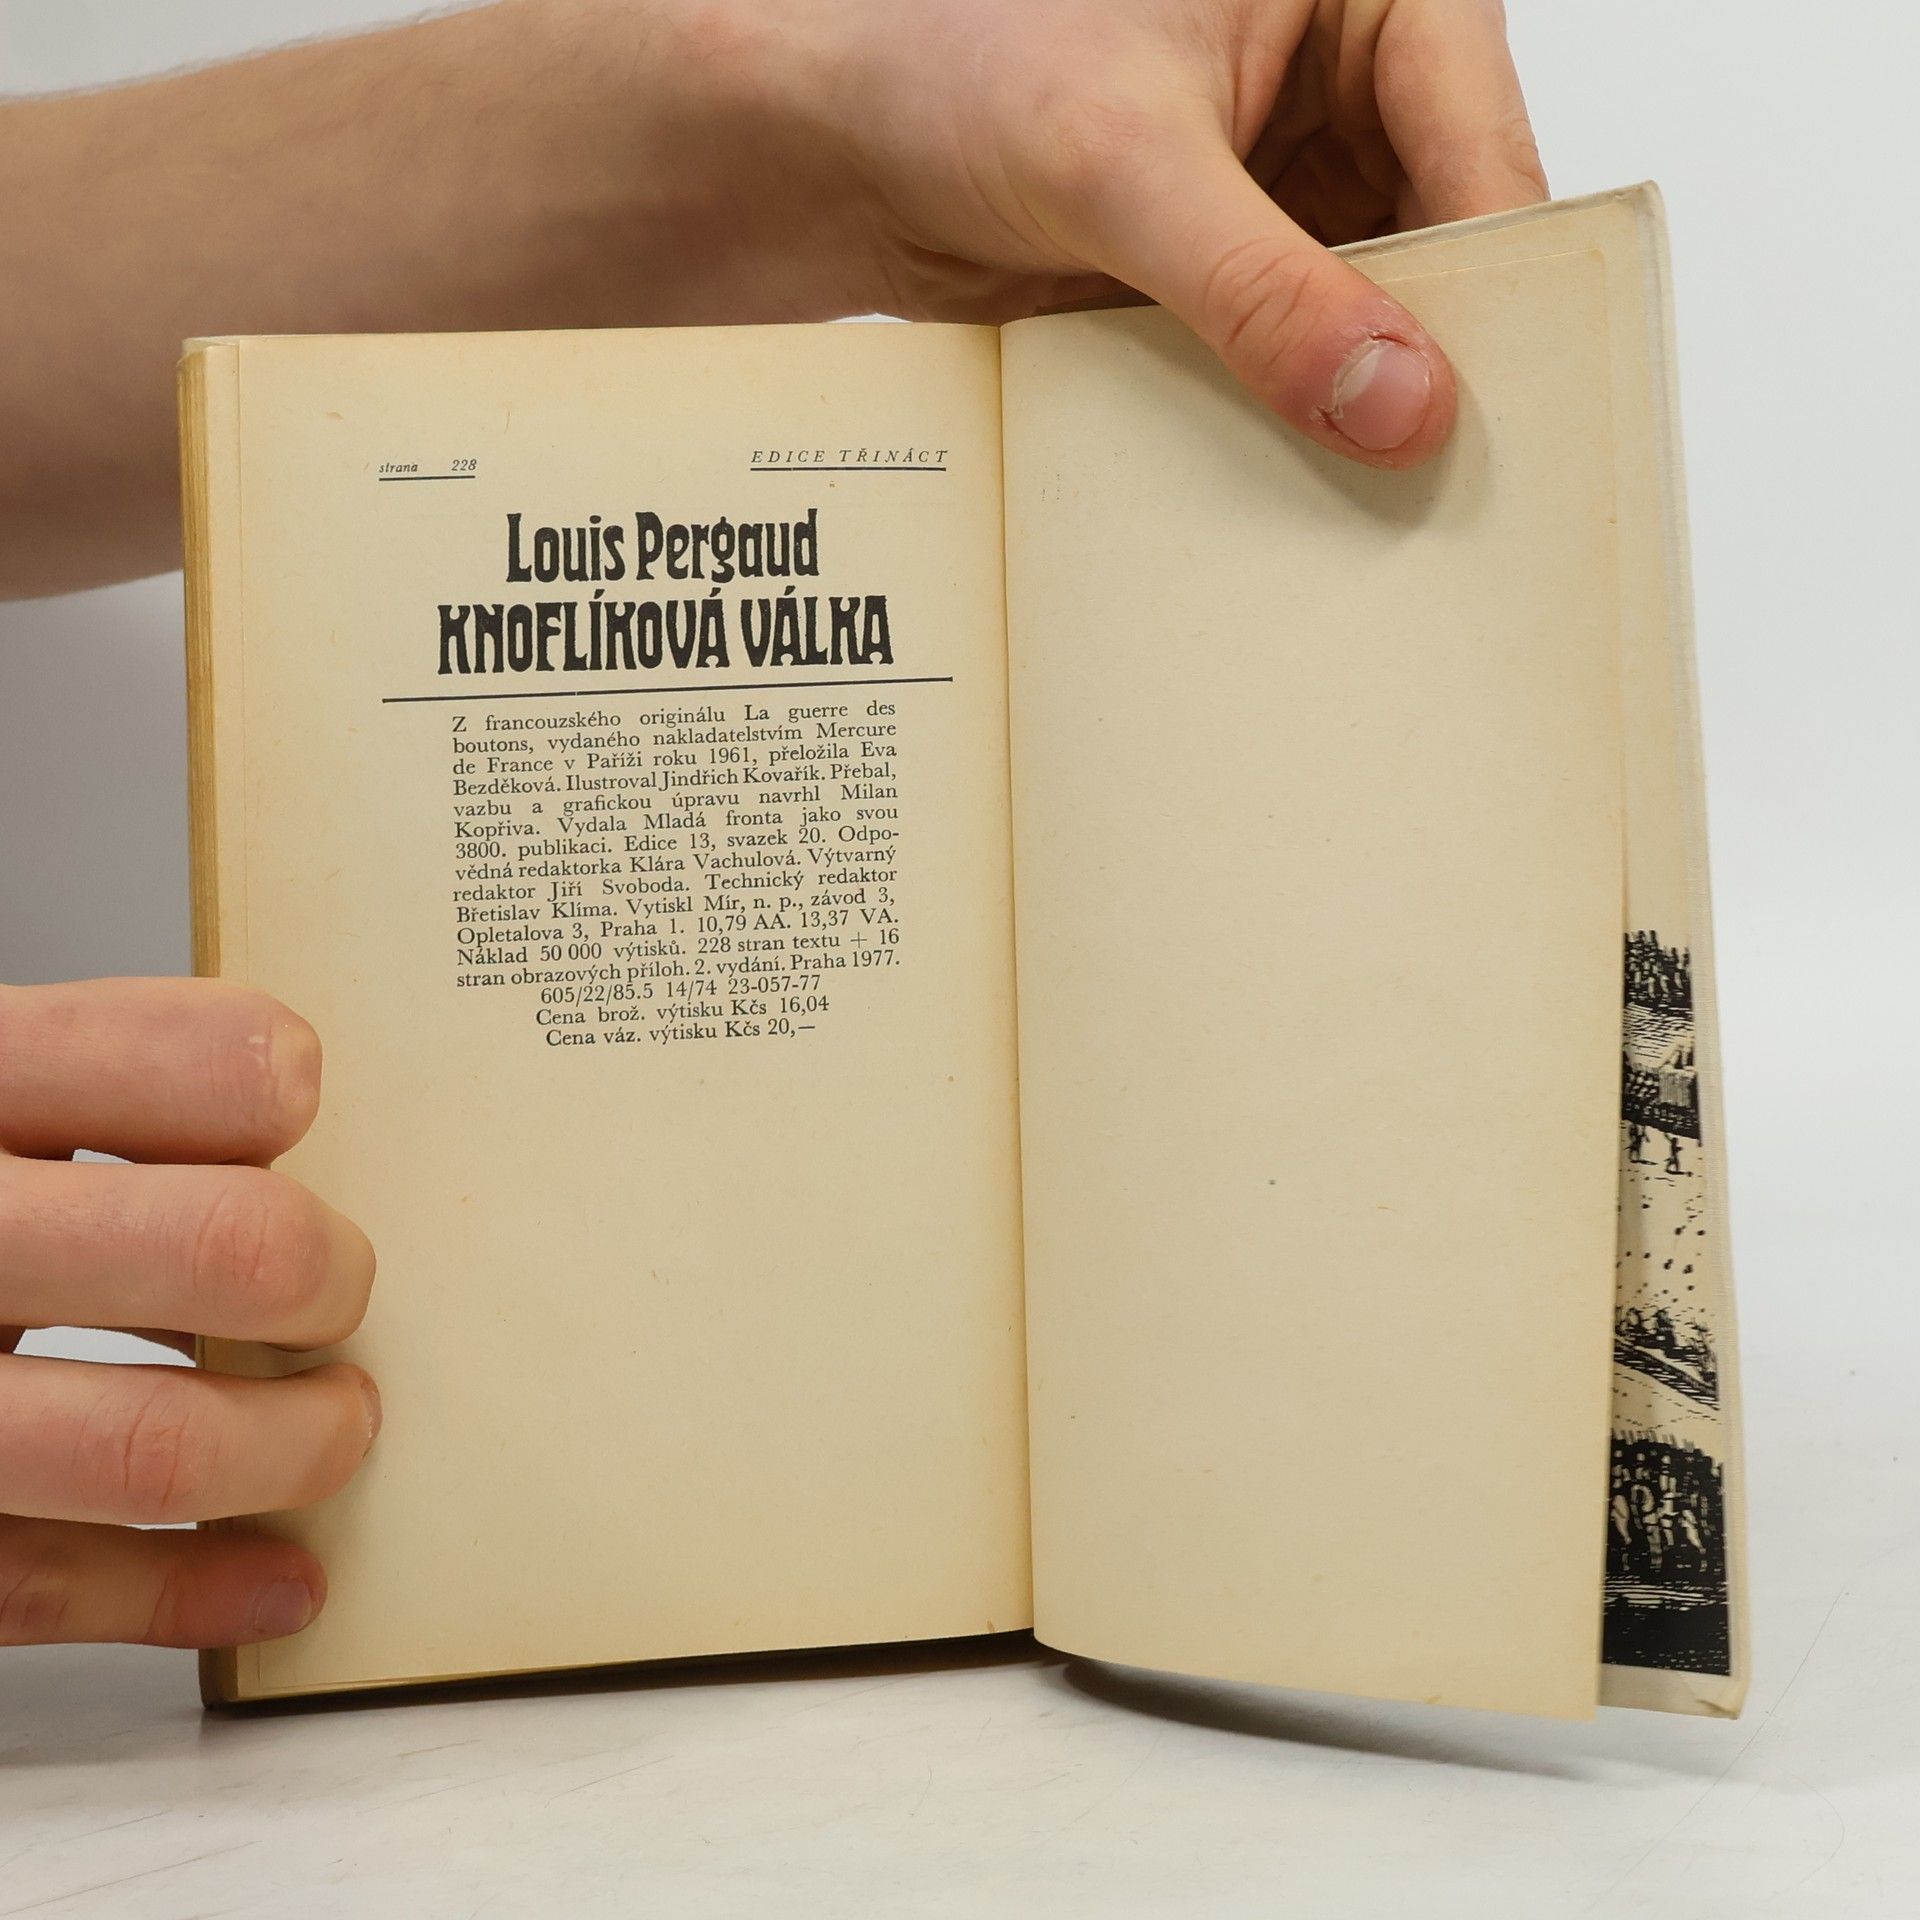 strana 228
EDICE TŘINÁCT
Louis Pergaud
KNOFLÍKOVÁ VÁLKA
Z francouzského originálu La guerre des
boutons, vydaného nakladatelstvím Mercure
de France v Paříži roku 1961, přeložila Eva
Bezděková. Ilustroval Jindřich Kovařík. Přebal,
vazbu a grafickou úpravu navrhl Milan
Kopřiva. Vydala Mladá fronta jako svou
3800. publikaci. Edice 13, svazek 20. Odpo-
vědná redaktorka Klára Vachulová. Výtvarný
redaktor Jiří Svoboda. Technický redaktor
Břetislav Klíma. Vytiskl Mír, n. p., závod 3,
Opletalova 3, Praha 1. 10,79 AA. 13,37 VA.
Náklad 50 000 výtisků. 228 stran textu + 16
stran obrazových příloh. 2. vydání. Praha 1977.
605/22/85.5 14/74 23-057-77
Cena brož. výtisku Kčs 16,04
Cena váz. výtisku Kčs 20,—